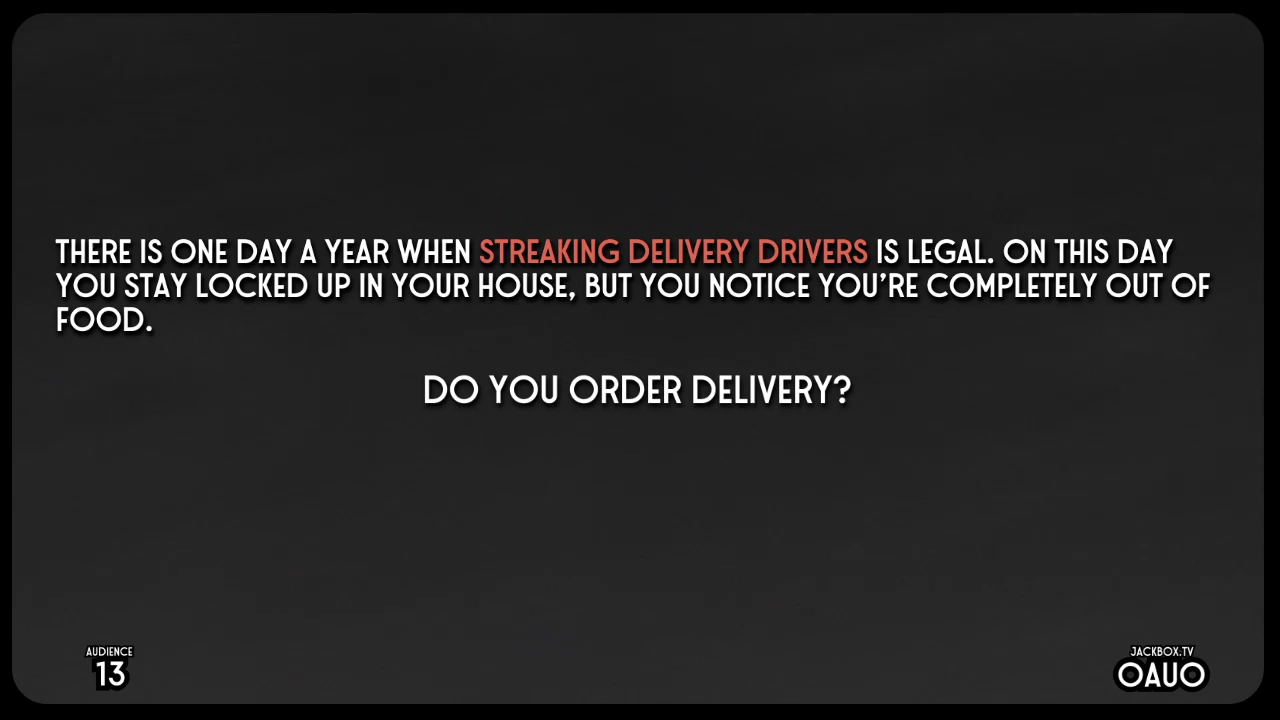 THERE IS ONE DAY A YEAR WHEN STREAKING DELIVERY DRIVERS IS LEGAL. ON THIS DAY
YOU STAY LOCKED UP IN YOUR HOUSE, BUT YOU NOTICE YOU'RE COMPLETELY OUT OF
FOOD.
DO YOU ORDER DELIVERY?
AUDIENCE
13
JACKBOX.TV
OAUO